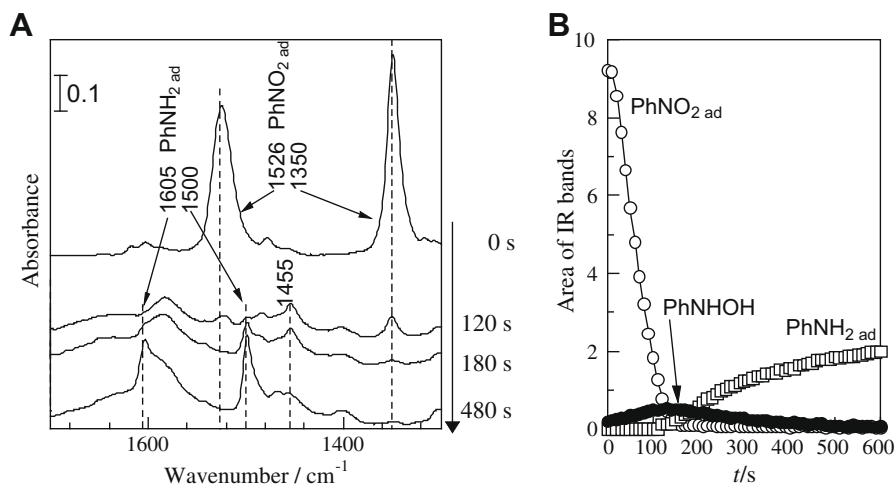 A
0.1
1605 PhNH2 ad
1500
1526 PhNO2 ad
1350
1455
0 s
120 s
180 s
480 s
Absorbance
1600
1400
Wavenumber / cm-1
B
10
8
6
4
2
0
Area of IR bands
PhNO2 ad
PhNHOH
PhNH2 ad
0 100 200 300 400 500 600
t/s